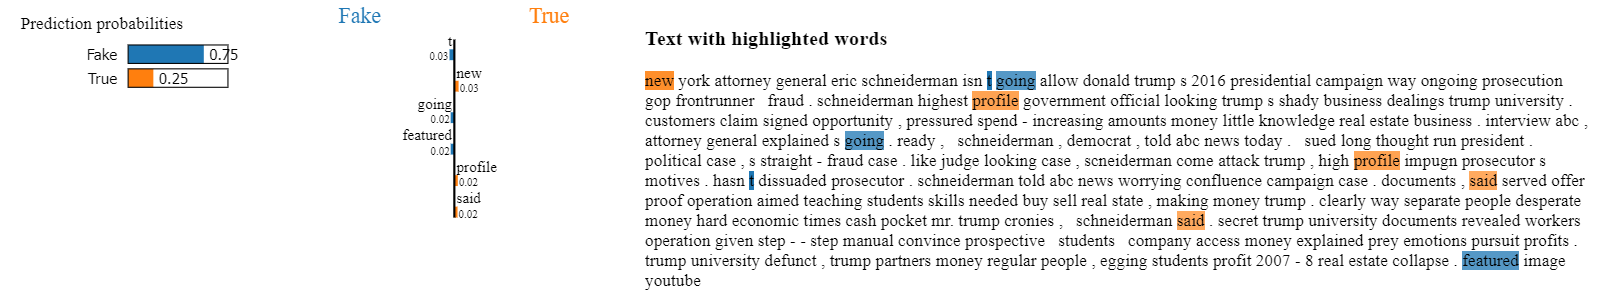 Prediction probabilities
Fake 0.75
True 0.25
Fake True
t
0.03
new
0.03
going
0.02
featured
0.02
profile
0.02
said
0.02
Text with highlighted words
new york attorney general eric schneiderman isn t going allow donald trump s 2016 presidential campaign way ongoing prosecution
gop frontrunner fraud . schneiderman highest profile government official looking trump s shady business dealings trump university .
customers claim signed opportunity , pressured spend - increasing amounts money little knowledge real estate business . interview abc ,
attorney general explained s going . ready , schneiderman , democrat , told abc news today . sued long thought run president .
political case , s straight - fraud case . like judge looking case , scneiderman come attack trump , high profile impugn prosecutor s
motives . hasn t dissuaded prosecutor . schneiderman told abc news worrying confluence campaign case . documents , said served offer
proof operation aimed teaching students skills needed buy sell real state , making money trump . clearly way separate people desperate
money hard economic times cash pocket mr. trump cronies , schneiderman said . secret trump university documents revealed workers
operation given step - - step manual convince prospective students company access money explained prey emotions pursuit profits .
trump university defunct , trump partners money regular people , egging students profit 2007 - 8 real estate collapse . featured image
youtube